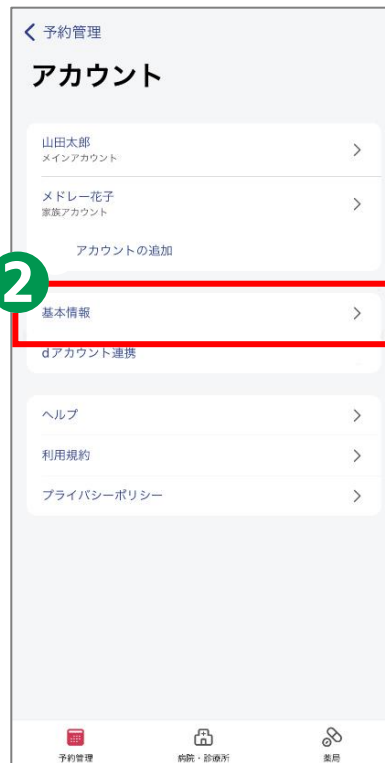 予約管理
アカウント
山田太郎
メインアカウント
メドレー花子
家族アカウント
アカウントの追加
2
基本情報
dアカウント連携
ヘルプ
利用規約
プライバシーポリシー
予約管理
病院・診療所
薬局